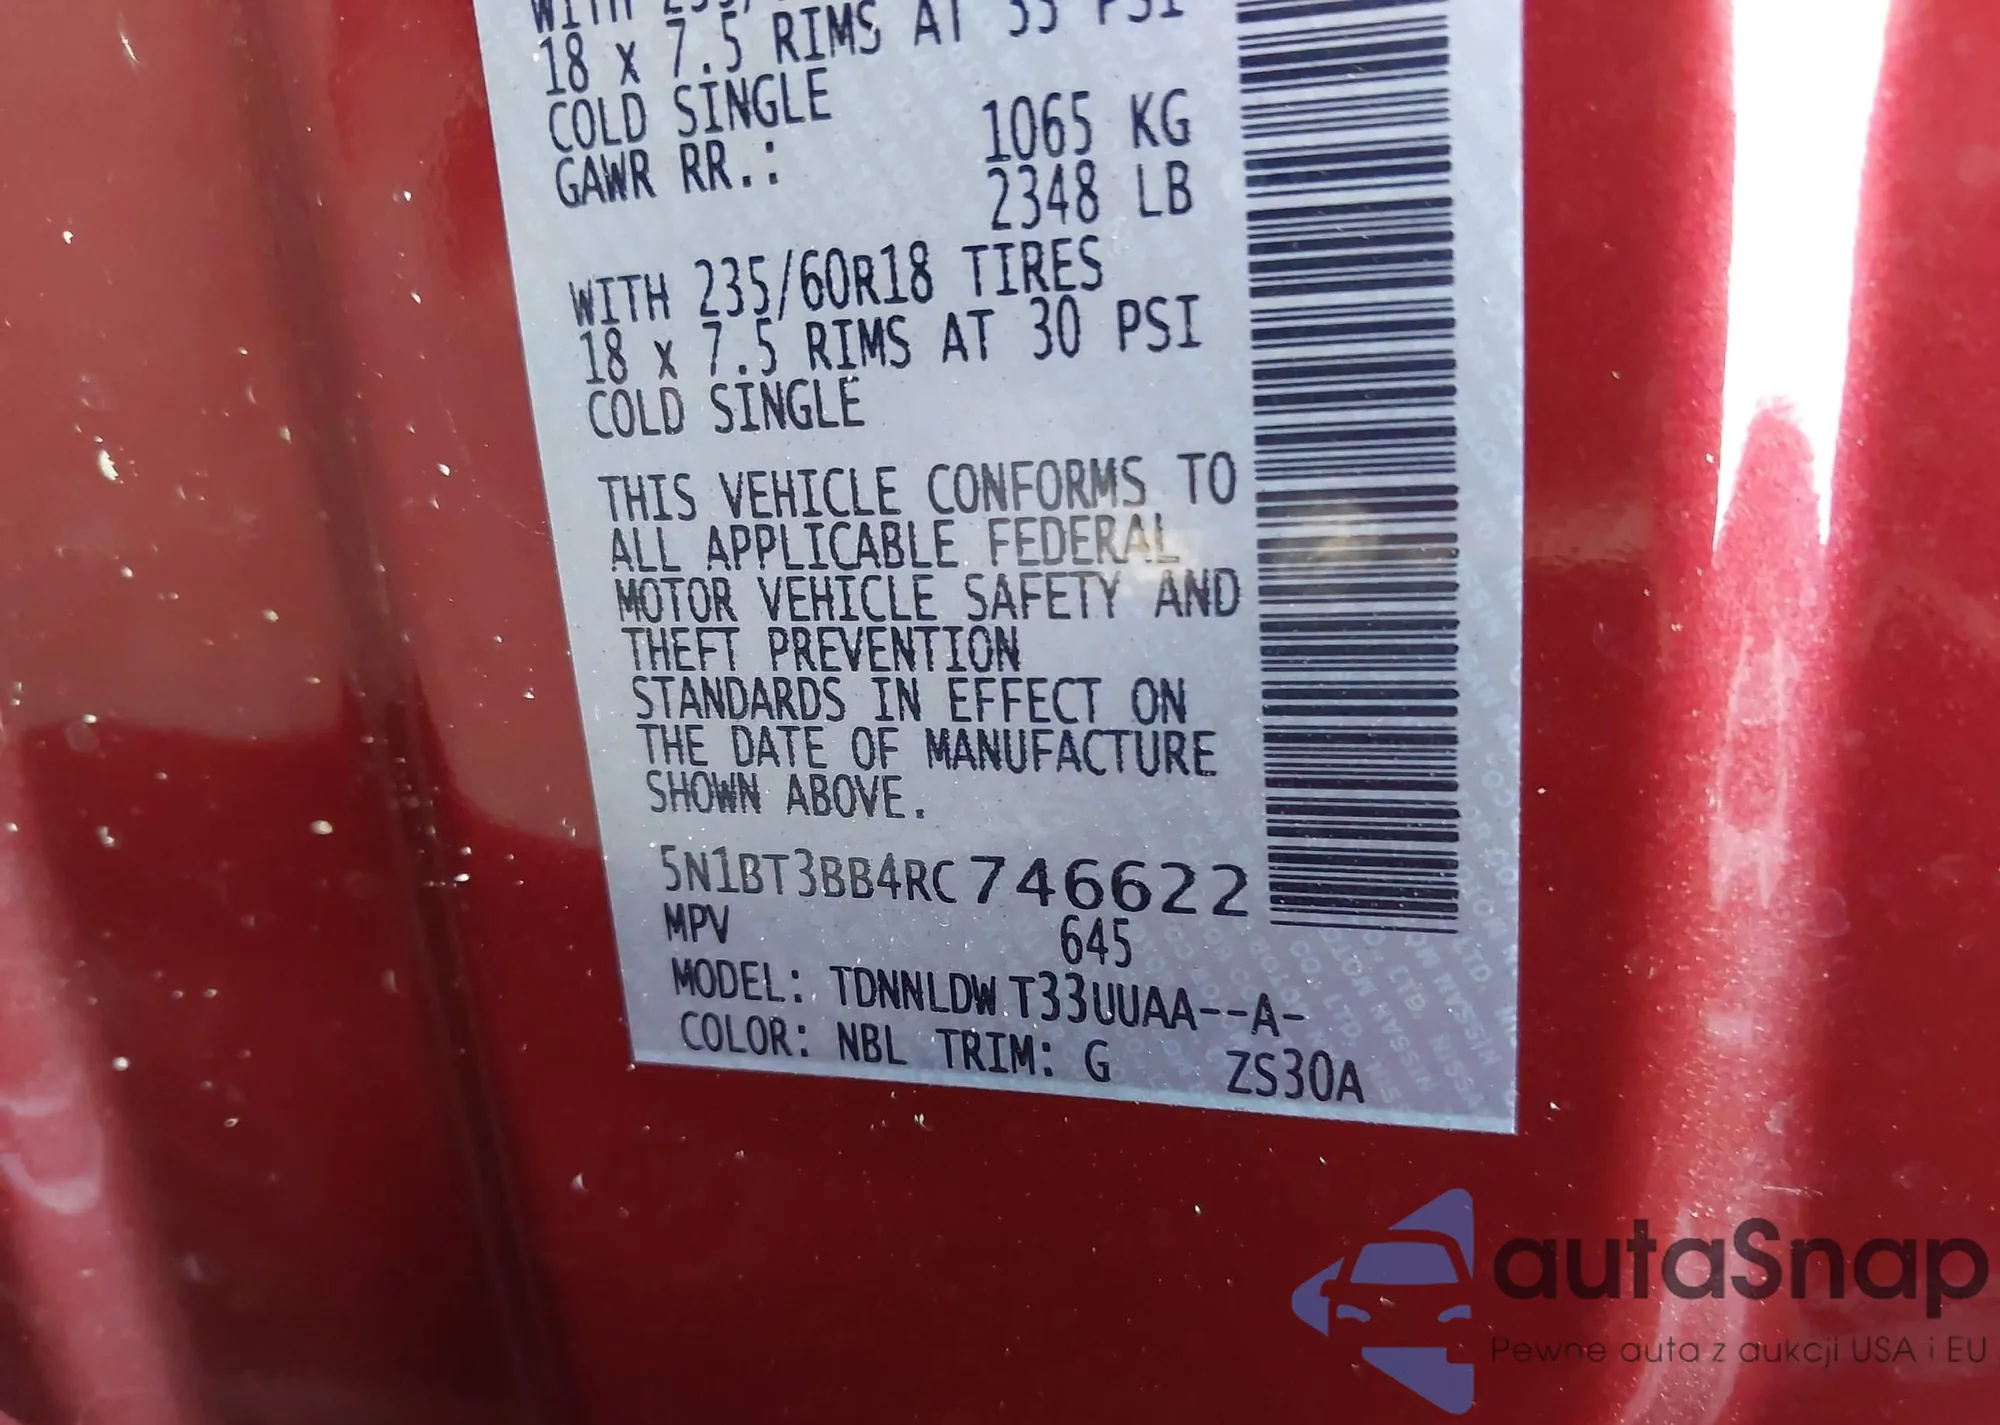 18 x 7.5 RIMS AT 35 PSI
COLD SINGLE
GAWR RR.: 1065 KG
2348 LB
WITH 235/60R18 TIRES
18 x 7.5 RIMS AT 30 PSI
COLD SINGLE
THIS VEHICLE CONFORMS TO
ALL APPLICABLE FEDERAL
MOTOR VEHICLE SAFETY AND
THEFT PREVENTION
STANDARDS IN EFFECT ON
THE DATE OF MANUFACTURE
SHOWN ABOVE.
5N1BT3BB4RC746622
MPV 645
MODEL: TDNNLDW T33UUAA--A-
COLOR: NBL TRIM: G ZS30A
autaSnap
Pewne auta z aukcji USA i EU